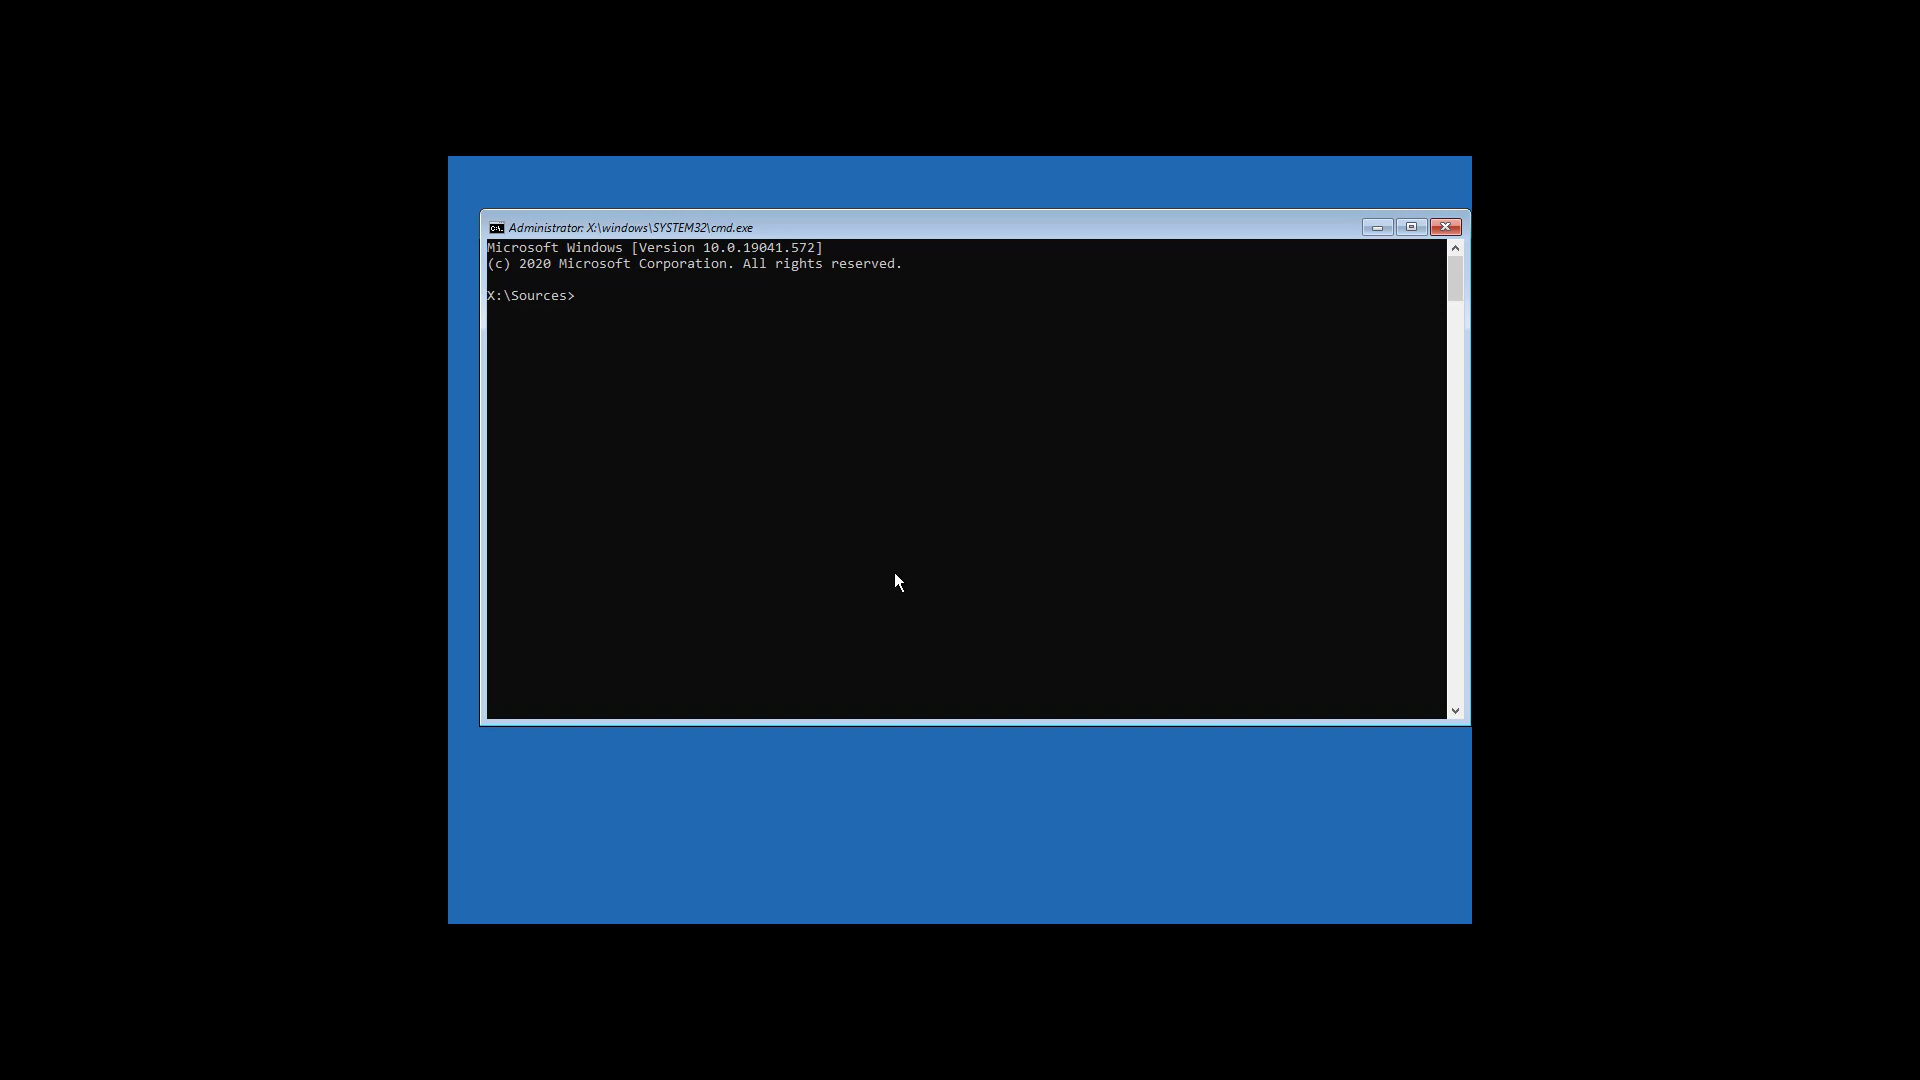 Administrator: X:\windows\SYSTEM32\cmd.exe
Microsoft Windows [Version 10.0.19041.572]
(c) 2020 Microsoft Corporation. All rights reserved.
X:\Sources>